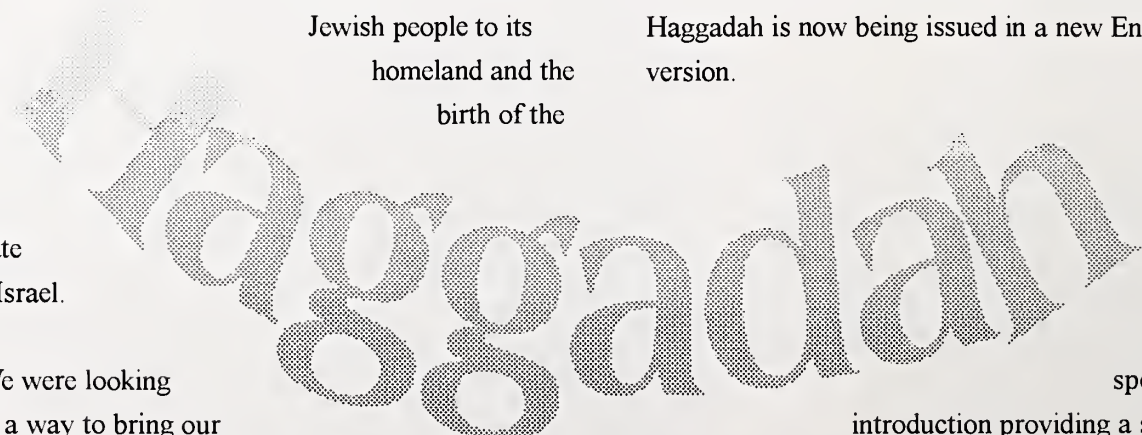 Jewish people to its
homeland and the
birth of the
Israel.
were looking
a way to bring our
Haggadah
Haggadah is now being issued in a new
version.
introduction providing a